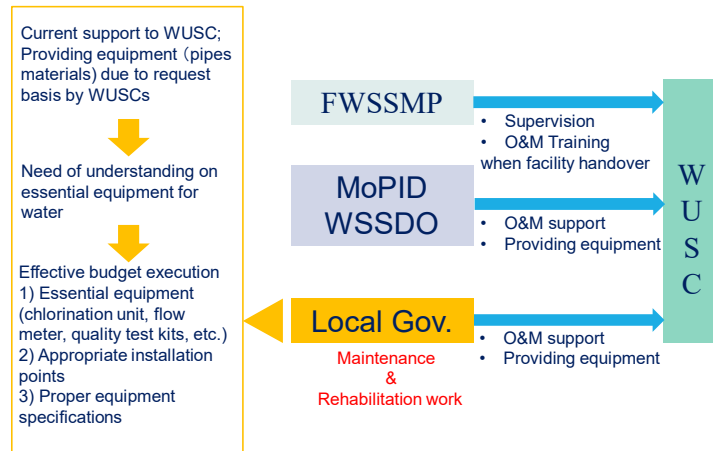 Current support to WUSC;
Providing equipment (pipes
materials) due to request
basis by WUSCs
Need of understanding on
essential equipment for
water
Effective budget execution
1) Essential equipment
(chlorination unit, flow
meter, quality test kits, etc.)
2) Appropriate installation
points
3) Proper equipment
specifications
FWSSMP
• Supervision
• O&M Training
when facility handover
MoPID
WSSDO
• O&M support
• Providing equipment
Local Gov.
Maintenance
&
Rehabilitation work
• O&M support
• Providing equipment
W
U
S
C